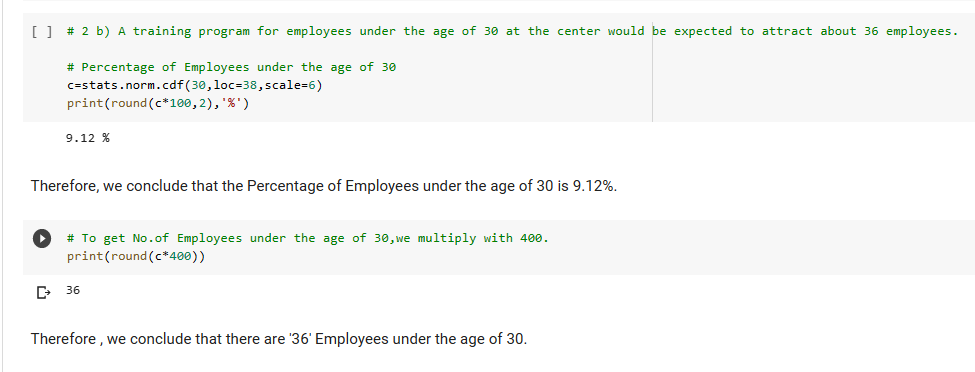 [ ] # 2 b) A training program for employees under the age of 30 at the center would be expected to attract about 36 employees.
# Percentage of Employees under the age of 30
c=stats.norm.cdf(30,loc=38,scale=6)
print(round(c*100,2),'%')
9.12 %
Therefore, we conclude that the Percentage of Employees under the age of 30 is 9.12%.
# To get No.of Employees under the age of 30,we multiply with 400.
print(round(c*400))
36
Therefore , we conclude that there are '36' Employees under the age of 30.